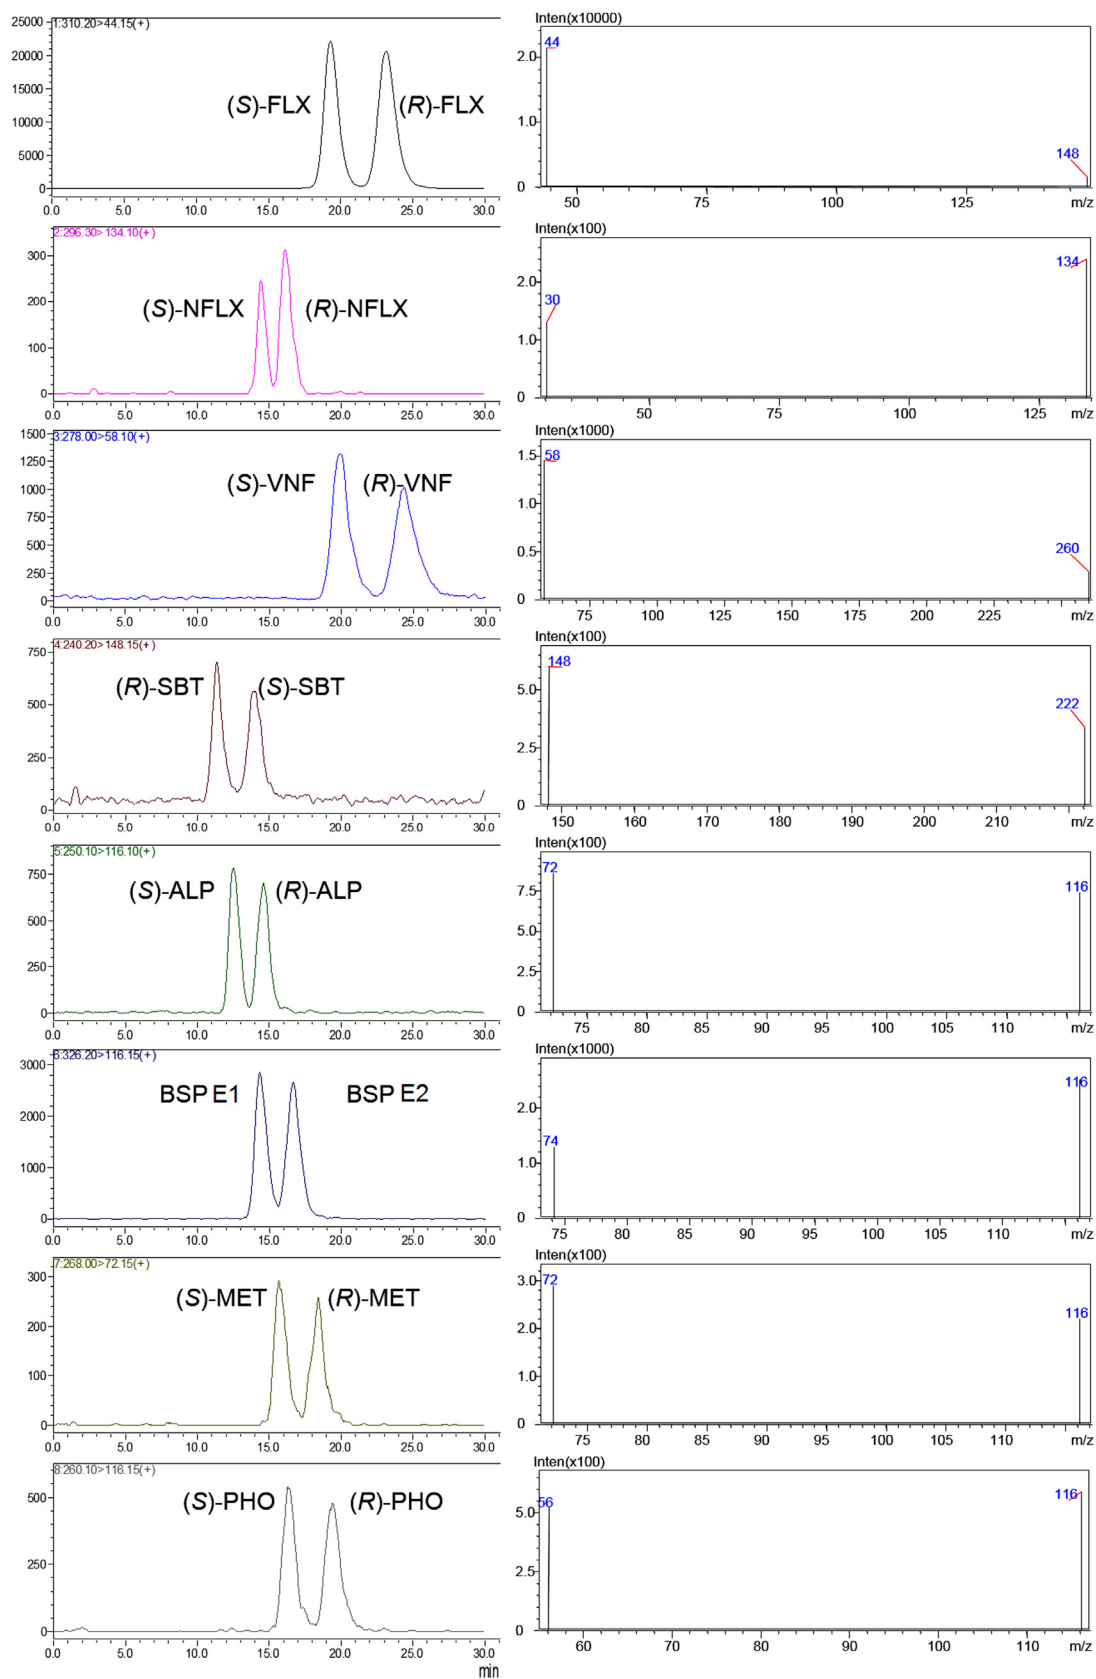 1:310.20>44.15(+)
25000
20000
15000
10000
5000
0
(S)-FLX
(R)-FLX
0.0 5.0 10.0 15.0 20.0 25.0 30.0
Inten(x10000)
2.0
1.0
0
44
148
50 75 100 125 m/z
2:296.30>134.10(+)
300
200
100
0
(S)-NFLX
(R)-NFLX
0.0 5.0 10.0 15.0 20.0 25.0 30.0
Inten(x100)
2.0
1.0
0
30
134
50 75 100 125 m/z
3:278.00>58.10(+)
1500
1250
1000
750
500
250
0
(S)-VNF
(R)-VNF
0.0 5.0 10.0 15.0 20.0 25.0 30.0
Inten(x1000)
1.5
1.0
0.5
0
58
260
75 100 125 150 175 200 225 m/z
4:240.20>148.15(+)
750
500
250
0
(R)-SBT
(S)-SBT
0.0 5.0 10.0 15.0 20.0 25.0 30.0
Inten(x100)
5.0
2.5
0
148
222
150 160 170 180 190 200 210 m/z
5:250.10>116.10(+)
750
500
250
0
(S)-ALP
(R)-ALP
0.0 5.0 10.0 15.0 20.0 25.0 30.0
Inten(x100)
7.5
5.0
2.5
0
72
116
75 80 85 90 95 100 105 110 m/z
6:326.20>116.15(+)
3000
2000
1000
0
BSP E1
BSP E2
0.0 5.0 10.0 15.0 20.0 25.0 30.0
Inten(x1000)
2.0
1.0
0
74
116
75 80 85 90 95 100 105 110 m/z
7:268.00>72.15(+)
300
200
100
0
(S)-MET
(R)-MET
0.0 5.0 10.0 15.0 20.0 25.0 30.0
Inten(x100)
3.0
2.0
1.0
0
72
116
75 80 85 90 95 100 105 110 m/z
8:260.10>116.15(+)
500
250
0
(S)-PHO
(R)-PHO
0.0 5.0 10.0 15.0 20.0 25.0 30.0
min
Inten(x100)
5.0
2.5
0
56
116
60 70 80 90 100 110 m/z